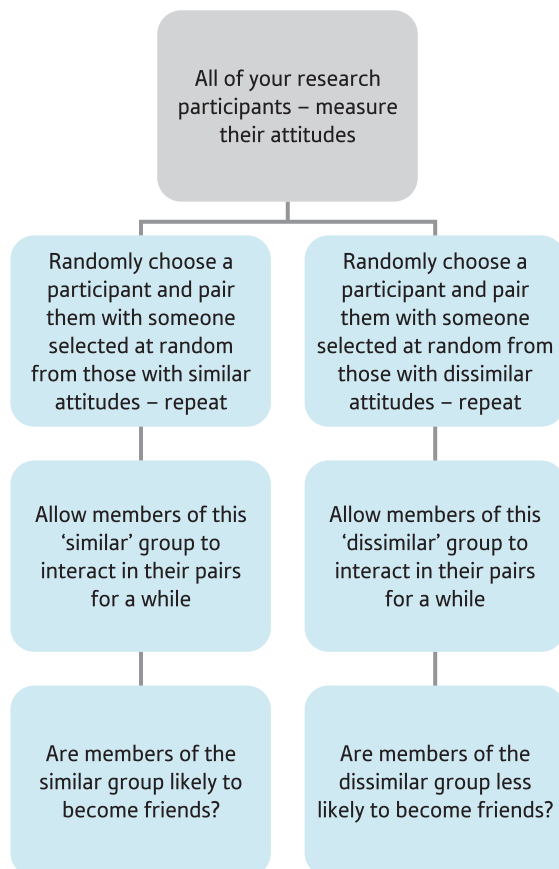 All of your research
participants – measure
their attitudes
Randomly choose a
participant and pair
them with someone
selected at random
from those with similar
attitudes – repeat
Randomly choose a
participant and pair
them with someone
selected at random from
those with dissimilar
attitudes – repeat
Allow members of this
‘similar’ group to
interact in their pairs
for a while
Allow members of this
‘dissimilar’ group to
interact in their pairs
for a while
Are members of the
similar group likely to
become friends?
Are members of the
dissimilar group less
likely to become friends?